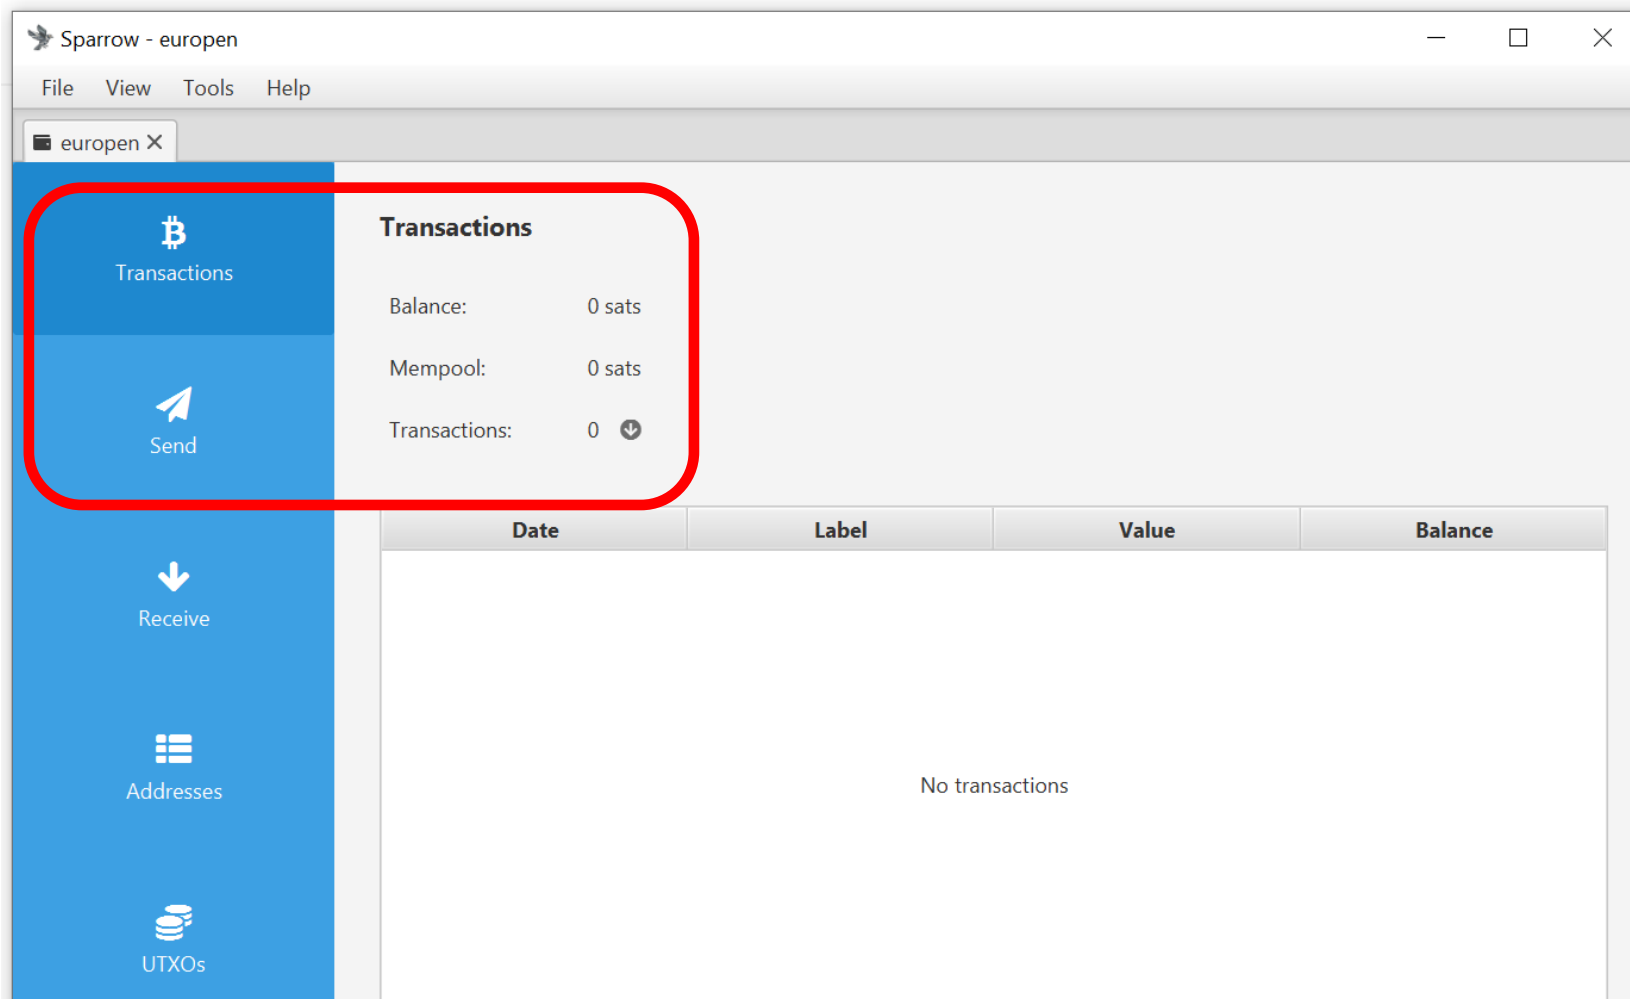 Sparrow - europen
File View Tools Help
europen
Transactions
Send
Receive
Addresses
UTXOs
Transactions
Balance: 0 sats
Mempool: 0 sats
Transactions: 0
Date Label Value Balance
No transactions